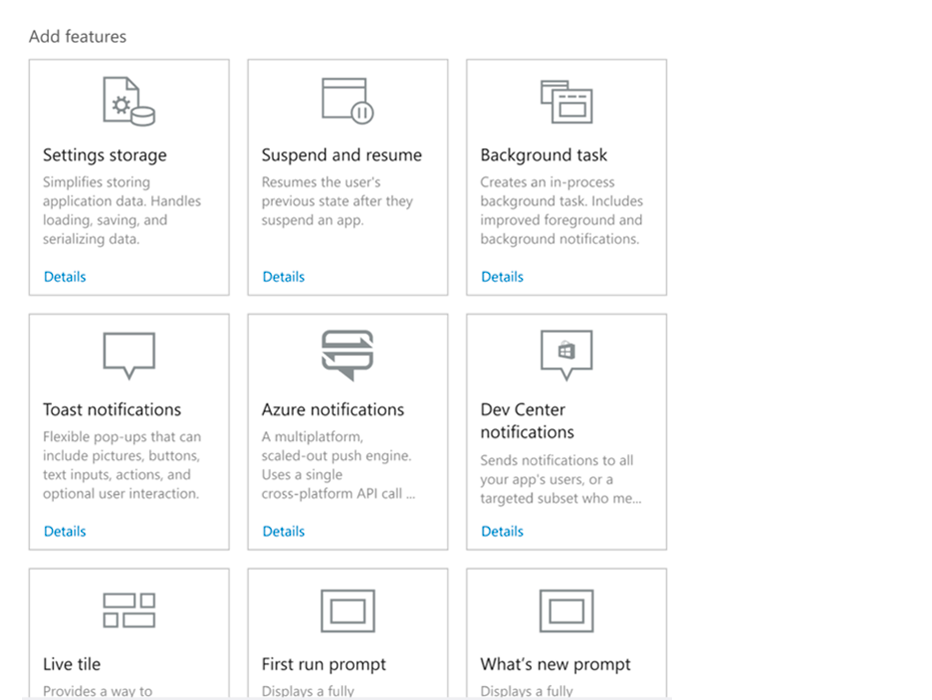 Add features
Settings storage
Simplifies storing
application data. Handles
loading, saving, and
serializing data.
Details
Suspend and resume
Resumes the user's
previous state after they
suspend an app.
Details
Background task
Creates an in-process
background task. Includes
improved foreground and
background notifications.
Details
Toast notifications
Flexible pop-ups that can
include pictures, buttons,
text inputs, actions, and
optional user interaction.
Details
Azure notifications
A multiplatform,
scaled-out push engine.
Uses a single
cross-platform API call ...
Details
Dev Center
notifications
Sends notifications to all
your app's users, or a
targeted subset who me...
Details
Live tile
Provides a way to
First run prompt
Displays a fully
What's new prompt
Displays a fully